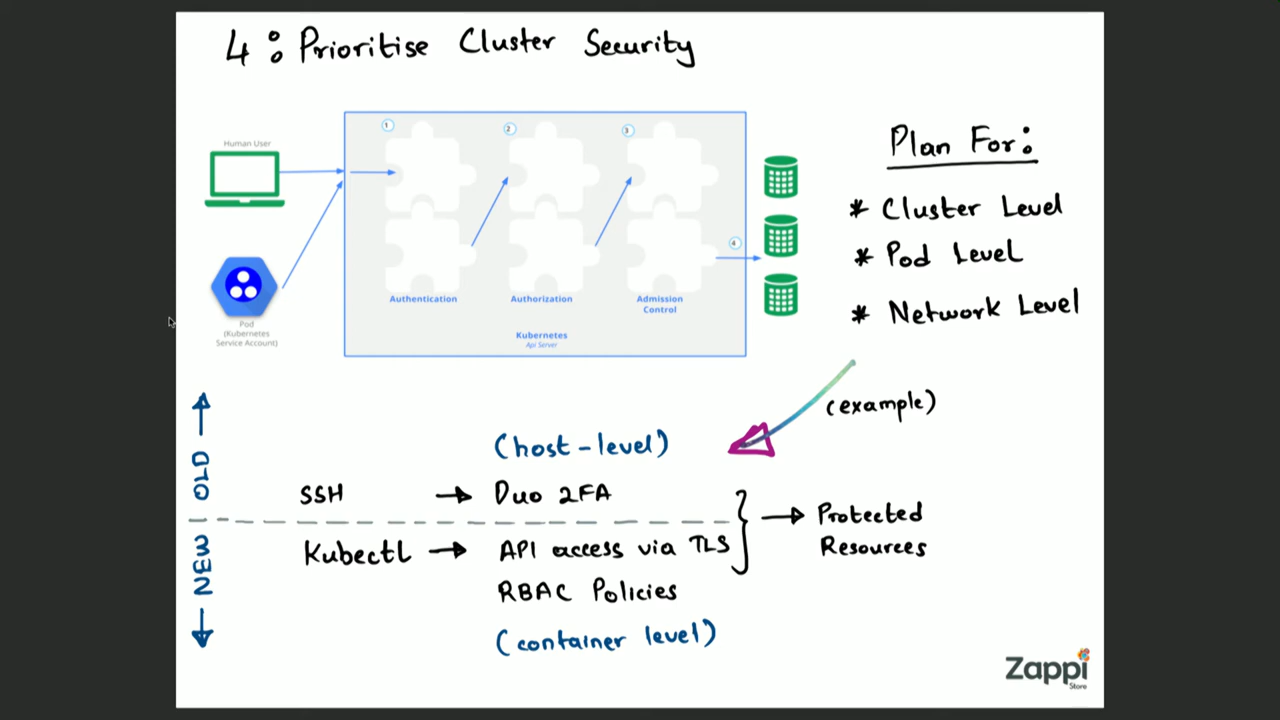 4: Prioritise Cluster Security
Human User
Pod
(Kubernetes
Service Account)
1
2
3
4
Authentication
Authorization
Admission
Control
Kubernetes
Api Server
Plan For:
* Cluster Level
* Pod Level
* Network Level
(example)
OLD
NEW
(host-level)
SSH → Duo 2FA
Kubectl → API access via TLS
RBAC Policies
(container level)
→ Protected
Resources
Zappi
Store